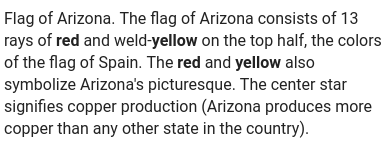 Flag of Arizona. The flag of Arizona consists of 13
rays of red and weld-yellow on the top half, the colors
of the flag of Spain. The red and yellow also
symbolize Arizona's picturesque. The center star
signifies copper production (Arizona produces more
copper than any other state in the country).